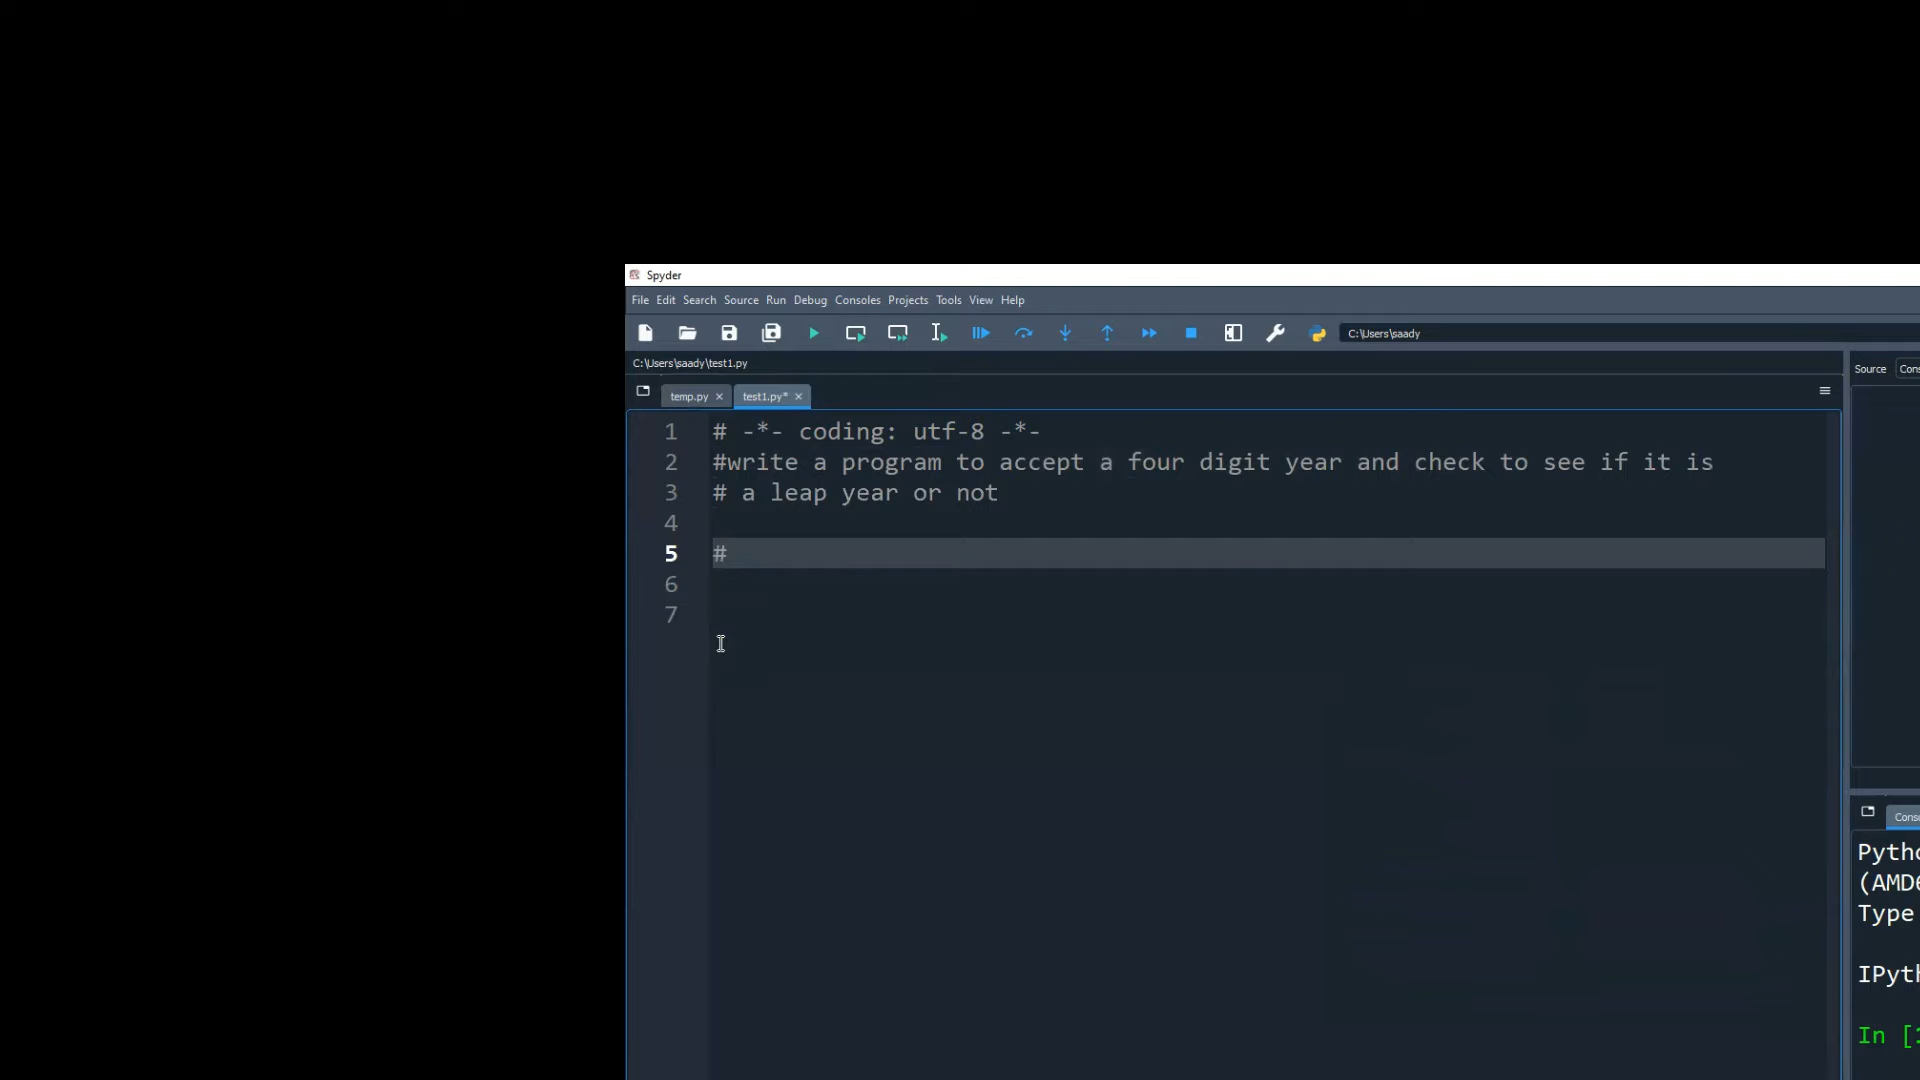 Spyder
File Edit Search Source Run Debug Consoles Projects Tools View Help
C:\Users\saady
C:\Users\saady\test1.py
Source
temp.py test1.py*
1 # -*- coding: utf-8 -*-
2 #write a program to accept a four digit year and check to see if it is
3 # a leap year or not
4
5 #
6
7
Type
In [